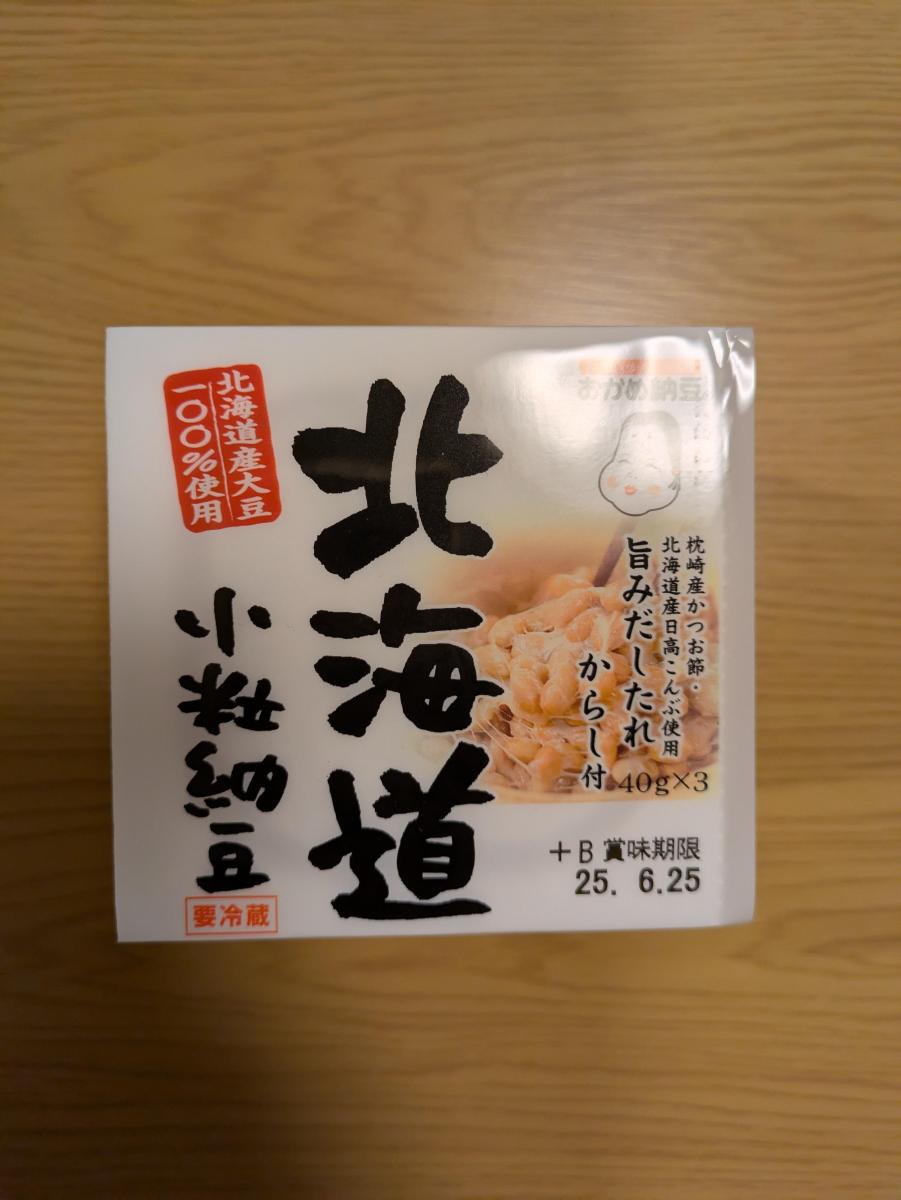 おかめ納豆
枕崎産かつお節・
北海道産日高こんぶ使用
旨みだしたれ
からし付
40g×3
北海道
小粒納豆
北海道産大豆
一〇〇%使用
要冷蔵
+B 賞味期限
25. 6.25